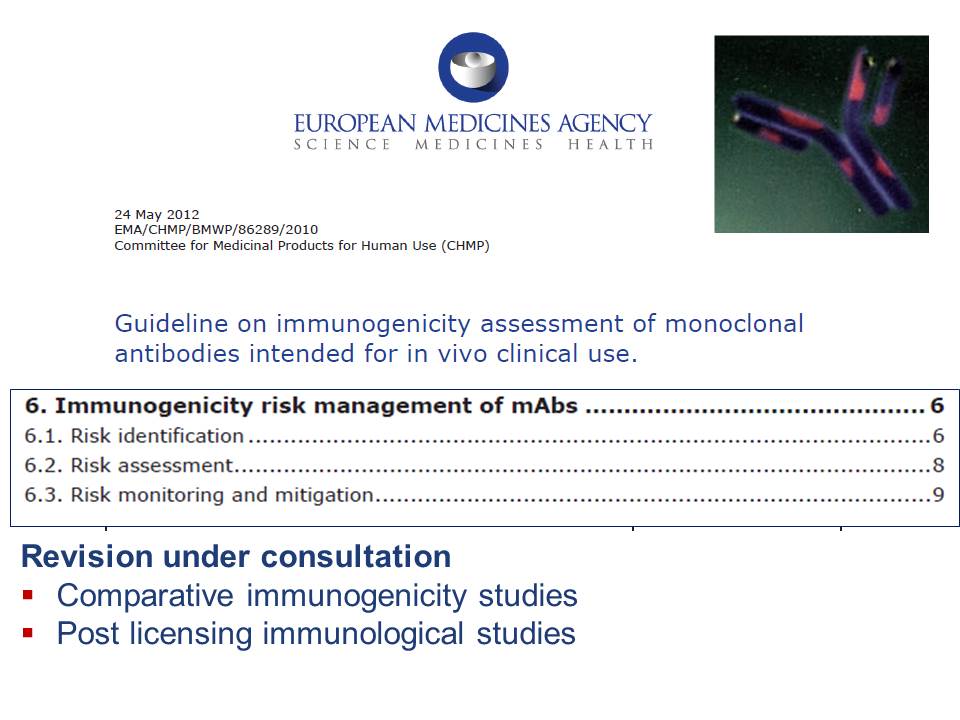 EUROPEAN MEDICINES AGENCY
SCIENCE MEDICINES HEALTH
24 May 2012
EMA/CHMP/BMWP/86289/2010
Committee for Medicinal Products for Human Use (CHMP)
Guideline on immunogenicity assessment of monoclonal
antibodies intended for in vivo clinical use.
6. Immunogenicity risk management of mAbs ............................................ 6
6.1. Risk identification ........................................................................................ 6
6.2. Risk assessment.......................................................................................... 8
6.3. Risk monitoring and mitigation...................................................................... 9
Revision under consultation
▪ Comparative immunogenicity studies
▪ Post licensing immunological studies